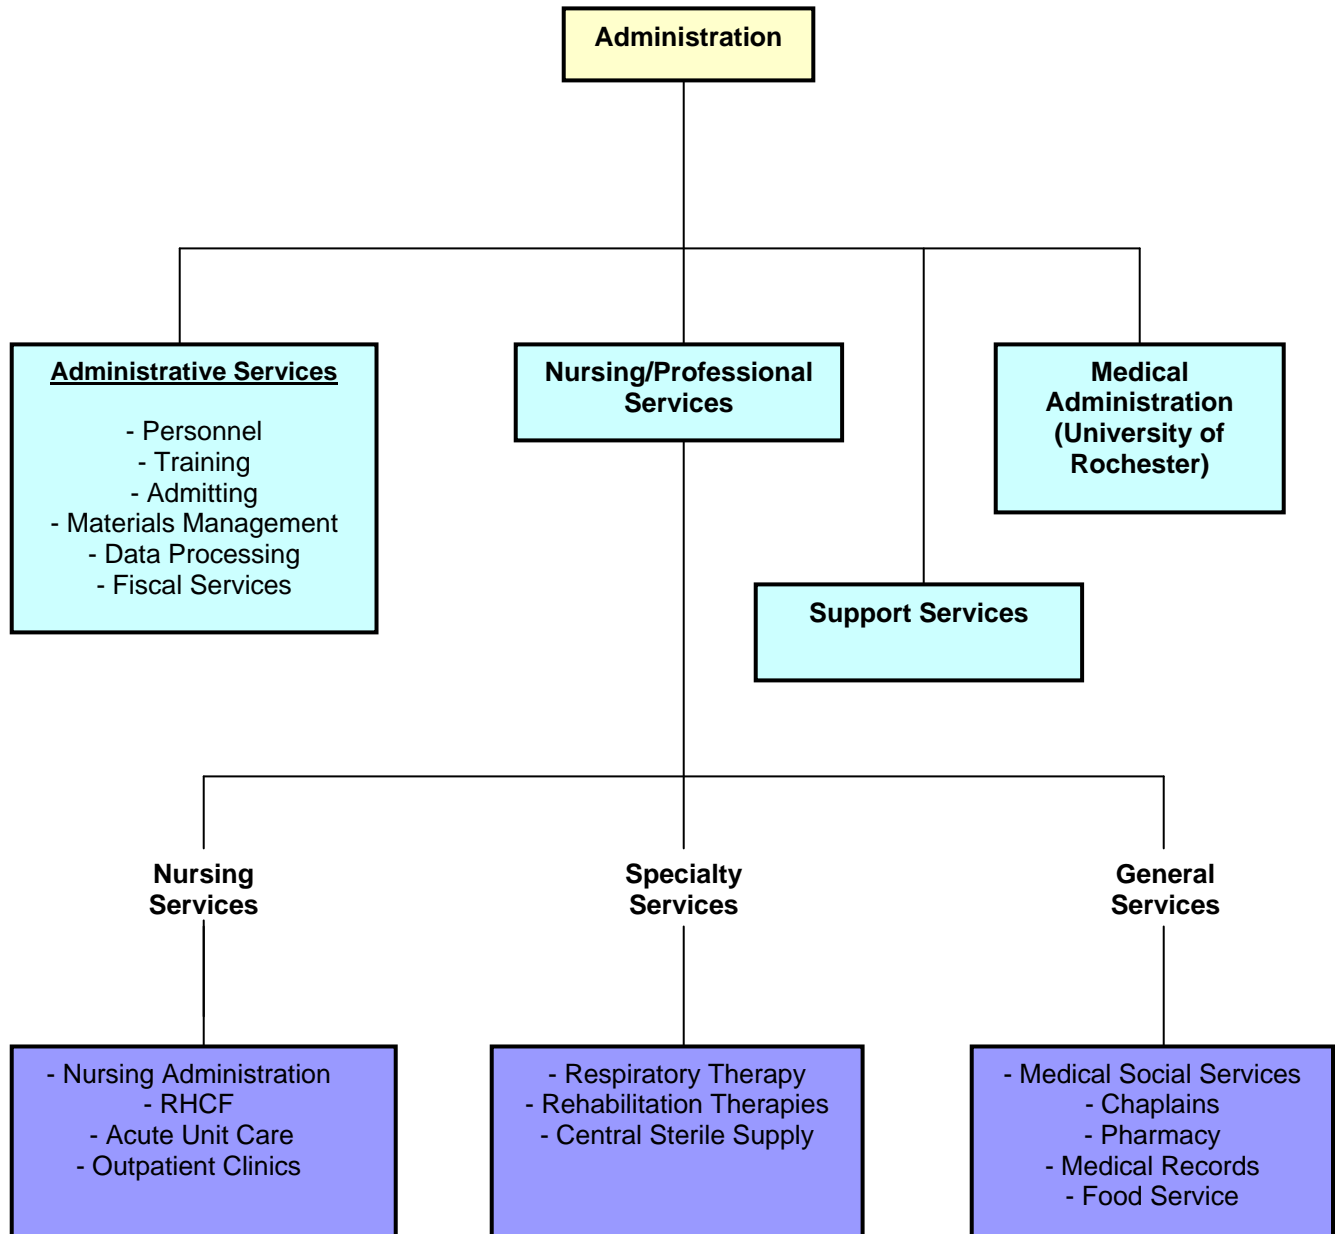 Administration
Administrative Services
- Personnel
- Training
- Admitting
- Materials Management
- Data Processing
- Fiscal Services
Nursing/Professional
Services
Medical
Administration
(University of
Rochester)
Support Services
Nursing
Services
Specialty
Services
General
Services
- Nursing Administration
- RHCF
- Acute Unit Care
- Outpatient Clinics
- Respiratory Therapy
- Rehabilitation Therapies
- Central Sterile Supply
- Medical Social Services
- Chaplains
- Pharmacy
- Medical Records
- Food Service